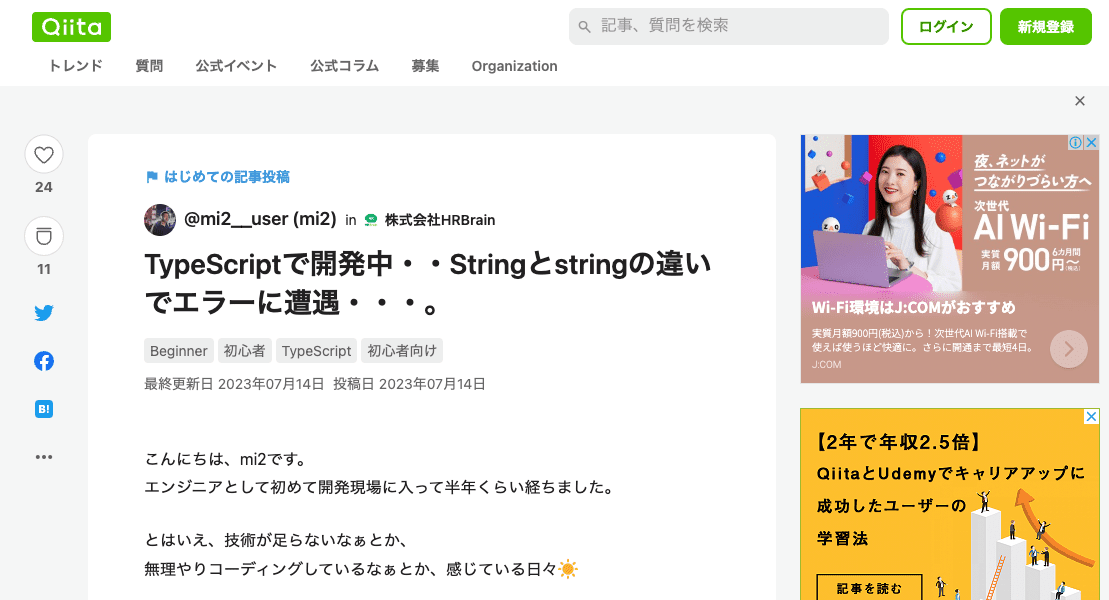 Qiita
記事、質問を検索
ログイン
新規登録
トレンド 質問 公式イベント 公式コラム 募集 Organization
24
11
B!
はじめての記事投稿
@mi2__user (mi2) in 株式会社HRBrain
TypeScriptで開発中・・Stringとstringの違い
でエラーに遭遇・・・。
Beginner 初心者 TypeScript 初心者向け
最終更新日 2023年07月14日 投稿日 2023年07月14日
こんにちは、mi2です。
エンジニアとして初めて開発現場に入って半年くらい経ちました。
とはいえ、技術が足らないなぁとか、
無理やりコーディングしているなぁとか、感じている日々☀️
夜、ネットが
つながりづらい方へ
次世代
AI Wi-Fi
実質月額 900円〜 6カ月間 (税込)
Wi-Fi環境はJ:COMがおすすめ
実質月額900円(税込)から！次世代AI Wi-Fi搭載で
使えば使うほど快適に。さらに開通まで最短4日。
J:COM
【2年で年収2.5倍】
QiitaとUdemyでキャリアアップに
成功したユーザーの
学習法
記事を読む